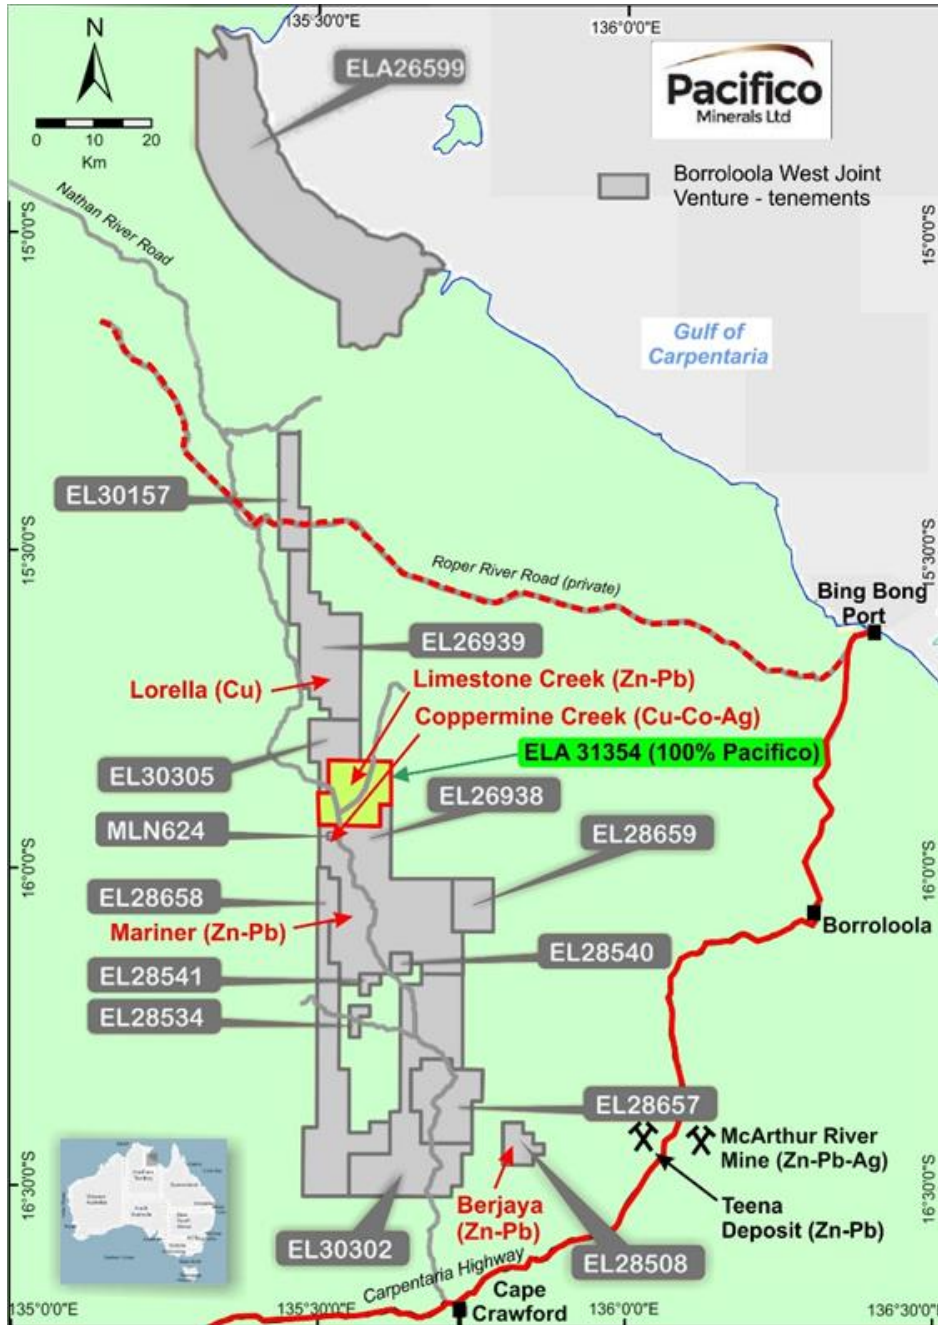 135°30'0"E
136°0'0"E
N
0 10 20
Km
ELA26599
Pacifico
Minerals Ltd
Borroloola West Joint
Venture - tenements
Nathan River Road
15°0'0"S
15°0'0"S
Gulf of
Carpentaria
EL30157
15°30'0"S
15°30'0"S
Roper River Road (private)
Bing Bong
Port
EL26939
Lorella (Cu)
Limestone Creek (Zn-Pb)
Coppermine Creek (Cu-Co-Ag)
ELA 31354 (100% Pacifico)
EL30305
EL26938
MLN624
EL28659
16°0'0"S
16°0'0"S
EL28658
Mariner (Zn-Pb)
Borroloola
EL28540
EL28541
EL28534
EL28657
McArthur River
Mine (Zn-Pb-Ag)
Teena
Deposit (Zn-Pb)
16°30'0"S
16°30'0"S
Berjaya
(Zn-Pb)
EL30302
EL28508
Carpentaria Highway
Cape
Crawford
135°0'0"E
135°30'0"E
136°0'0"E
136°30'0"E